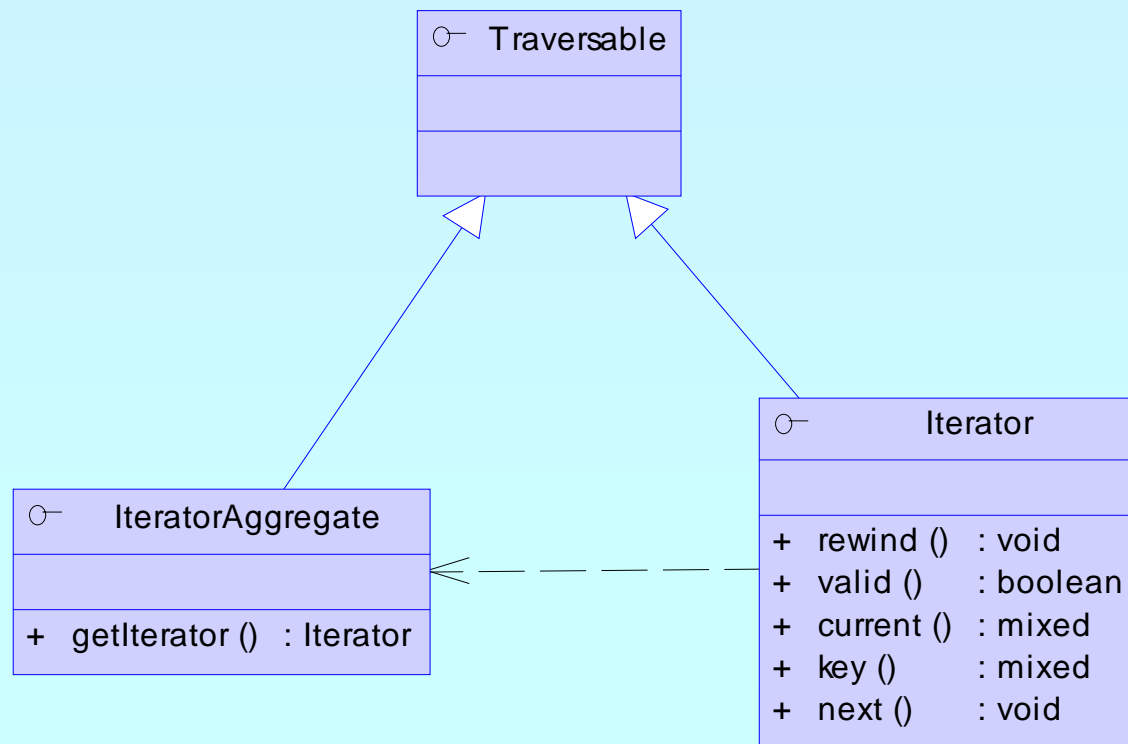 Traversable
IteratorAggregate
+ getIterator () : Iterator
Iterator
+ rewind () : void
+ valid () : boolean
+ current () : mixed
+ key () : mixed
+ next () : void